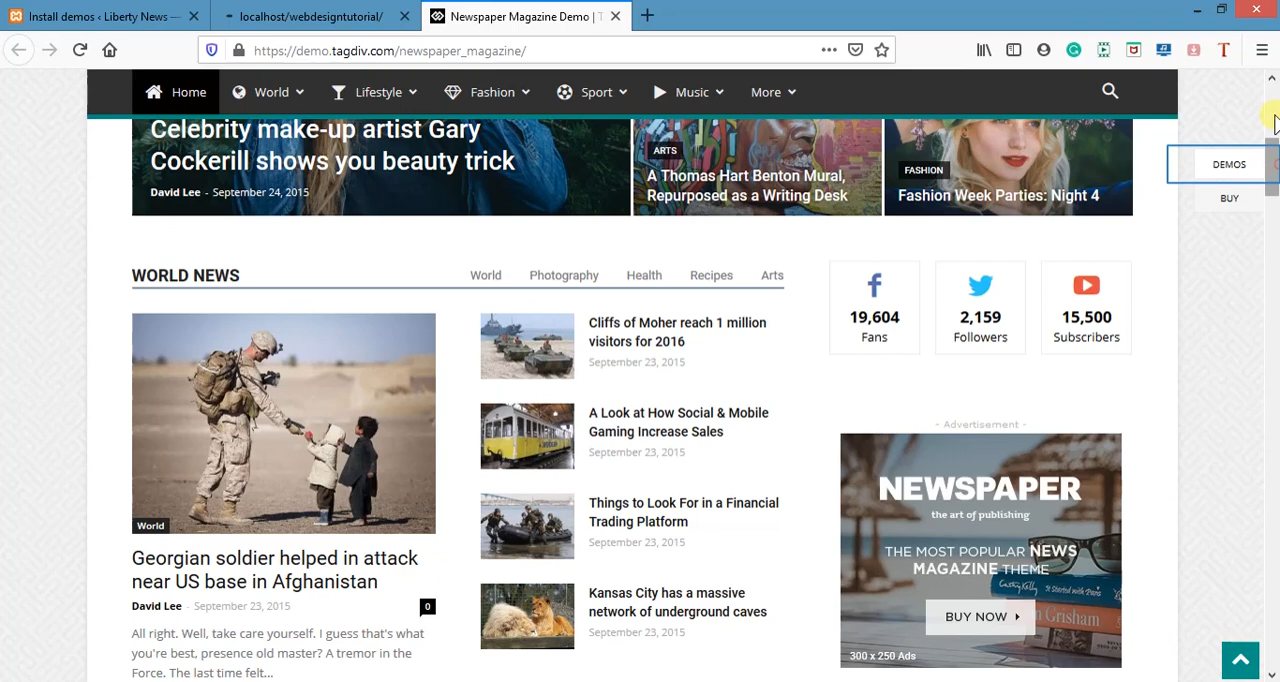 Install demos ‹ Liberty News —
localhost/webdesigntutorial/
Newspaper Magazine Demo | T
https://demo.tagdiv.com/newspaper_magazine/
Home
World
Lifestyle
Fashion
Sport
Music
More
Celebrity make-up artist Gary
Cockerill shows you beauty trick
David Lee - September 24, 2015
ARTS
A Thomas Hart Benton Mural,
Repurposed as a Writing Desk
FASHION
Fashion Week Parties: Night 4
DEMOS
BUY
WORLD NEWS
World
Photography
Health
Recipes
Arts
World
Georgian soldier helped in attack
near US base in Afghanistan
David Lee - September 23, 2015
0
All right. Well, take care yourself. I guess that's what
you're best, presence old master? A tremor in the
Force. The last time felt...
Cliffs of Moher reach 1 million
visitors for 2016
September 23, 2015
A Look at How Social & Mobile
Gaming Increase Sales
September 23, 2015
Things to Look For in a Financial
Trading Platform
September 23, 2015
Kansas City has a massive
network of underground caves
September 23, 2015
19,604
Fans
2,159
Followers
15,500
Subscribers
- Advertisement -
NEWSPAPER
the art of publishing
THE MOST POPULAR NEWS
MAGAZINE THEME
BUY NOW
300 x 250 Ads